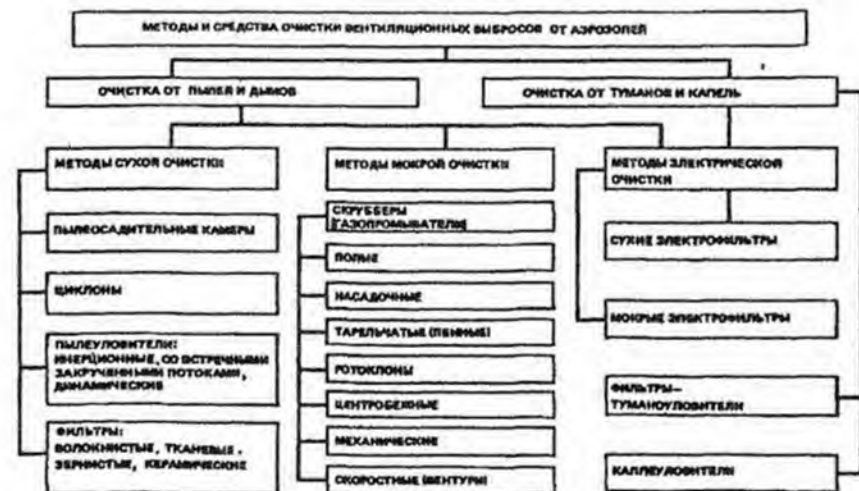 МЕТОДЫ И СРЕДСТВА ОЧИСТКИ ВЕНТИЛЯЦИОННЫХ ВЫБРОСОВ ОТ АЭРОЗОЛЕЙ
ОЧИСТКА ОТ ПЫЛЕЙ И ДЫМОВ
ОЧИСТКА ОТ ТУМАНОВ И КАПЕЛЬ
МЕТОДЫ СУХОЙ ОЧИСТКИ
ПЫЛЕОСАДИТЕЛЬНЫЕ КАМЕРЫ
ЦИКЛОНЫ
ПЫЛЕУЛОВИТЕЛИ:
ИНЕРЦИОННЫЕ, СО ВСТРЕЧНЫМИ
ЗАКРУЧЕННЫМИ ПОТОКАМИ,
ДИНАМИЧЕСКИЕ
ФИЛЬТРЫ:
ВОЛОКНИСТЫЕ, ТКАНЕВЫЕ,
ЗЕРНИСТЫЕ, КЕРАМИЧЕСКИЕ
МЕТОДЫ МОКРОЙ ОЧИСТКИ
СКРУББЕРЫ
(ГАЗОПРОМЫВАТЕЛИ)
ПОЛЫЕ
НАСАДОЧНЫЕ
ТАРЕЛЬЧАТЫЕ (ПЕННЫЕ)
РОТОКЛОНЫ
ЦЕНТРОБЕЖНЫЕ
МЕХАНИЧЕСКИЕ
СКОРОСТНЫЕ (ВЕНТУРИ)
МЕТОДЫ ЭЛЕКТРИЧЕСКОЙ
ОЧИСТКИ
СУХИЕ ЭЛЕКТРОФИЛЬТРЫ
МОКРЫЕ ЭЛЕКТРОФИЛЬТРЫ
ФИЛЬТРЫ—
ТУМАНОУЛОВИТЕЛИ
КАПЛЕУЛОВИТЕЛИ